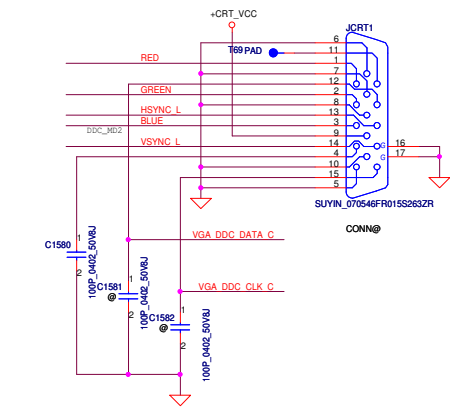 +CRT_VCC
JCRT1
T69 PAD
6
11
RED
1
7
12
GREEN
2
8
HSYNC_L
13
BLUE
3
DDC_MD2
9
VSYNC_L
14
G
16
4
G
17
10
15
5
SUYIN_070546FR015S263ZR
CONN@
VGA_DDC_DATA_C
C1580
1
2
100P_0402_50V8J
VGA_DDC_CLK_C
C1581
@
1
2
100P_0402_50V8J
C1582
@
1
2
100P_0402_50V8J